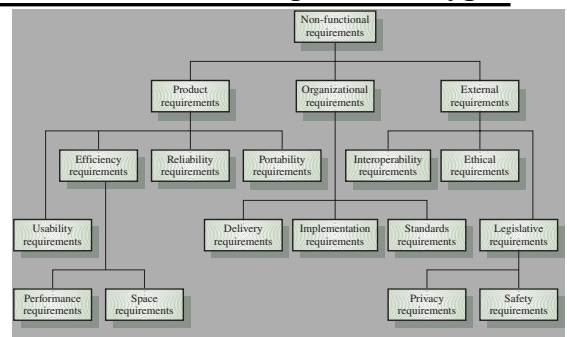 Non-functional
requirements
Product
requirements
Organizational
requirements
External
requirements
Efficiency
requirements
Reliability
requirements
Portability
requirements
Interoperability
requirements
Ethical
requirements
Usability
requirements
Delivery
requirements
Implementation
requirements
Standards
requirements
Legislative
requirements
Performance
requirements
Space
requirements
Privacy
requirements
Safety
requirements